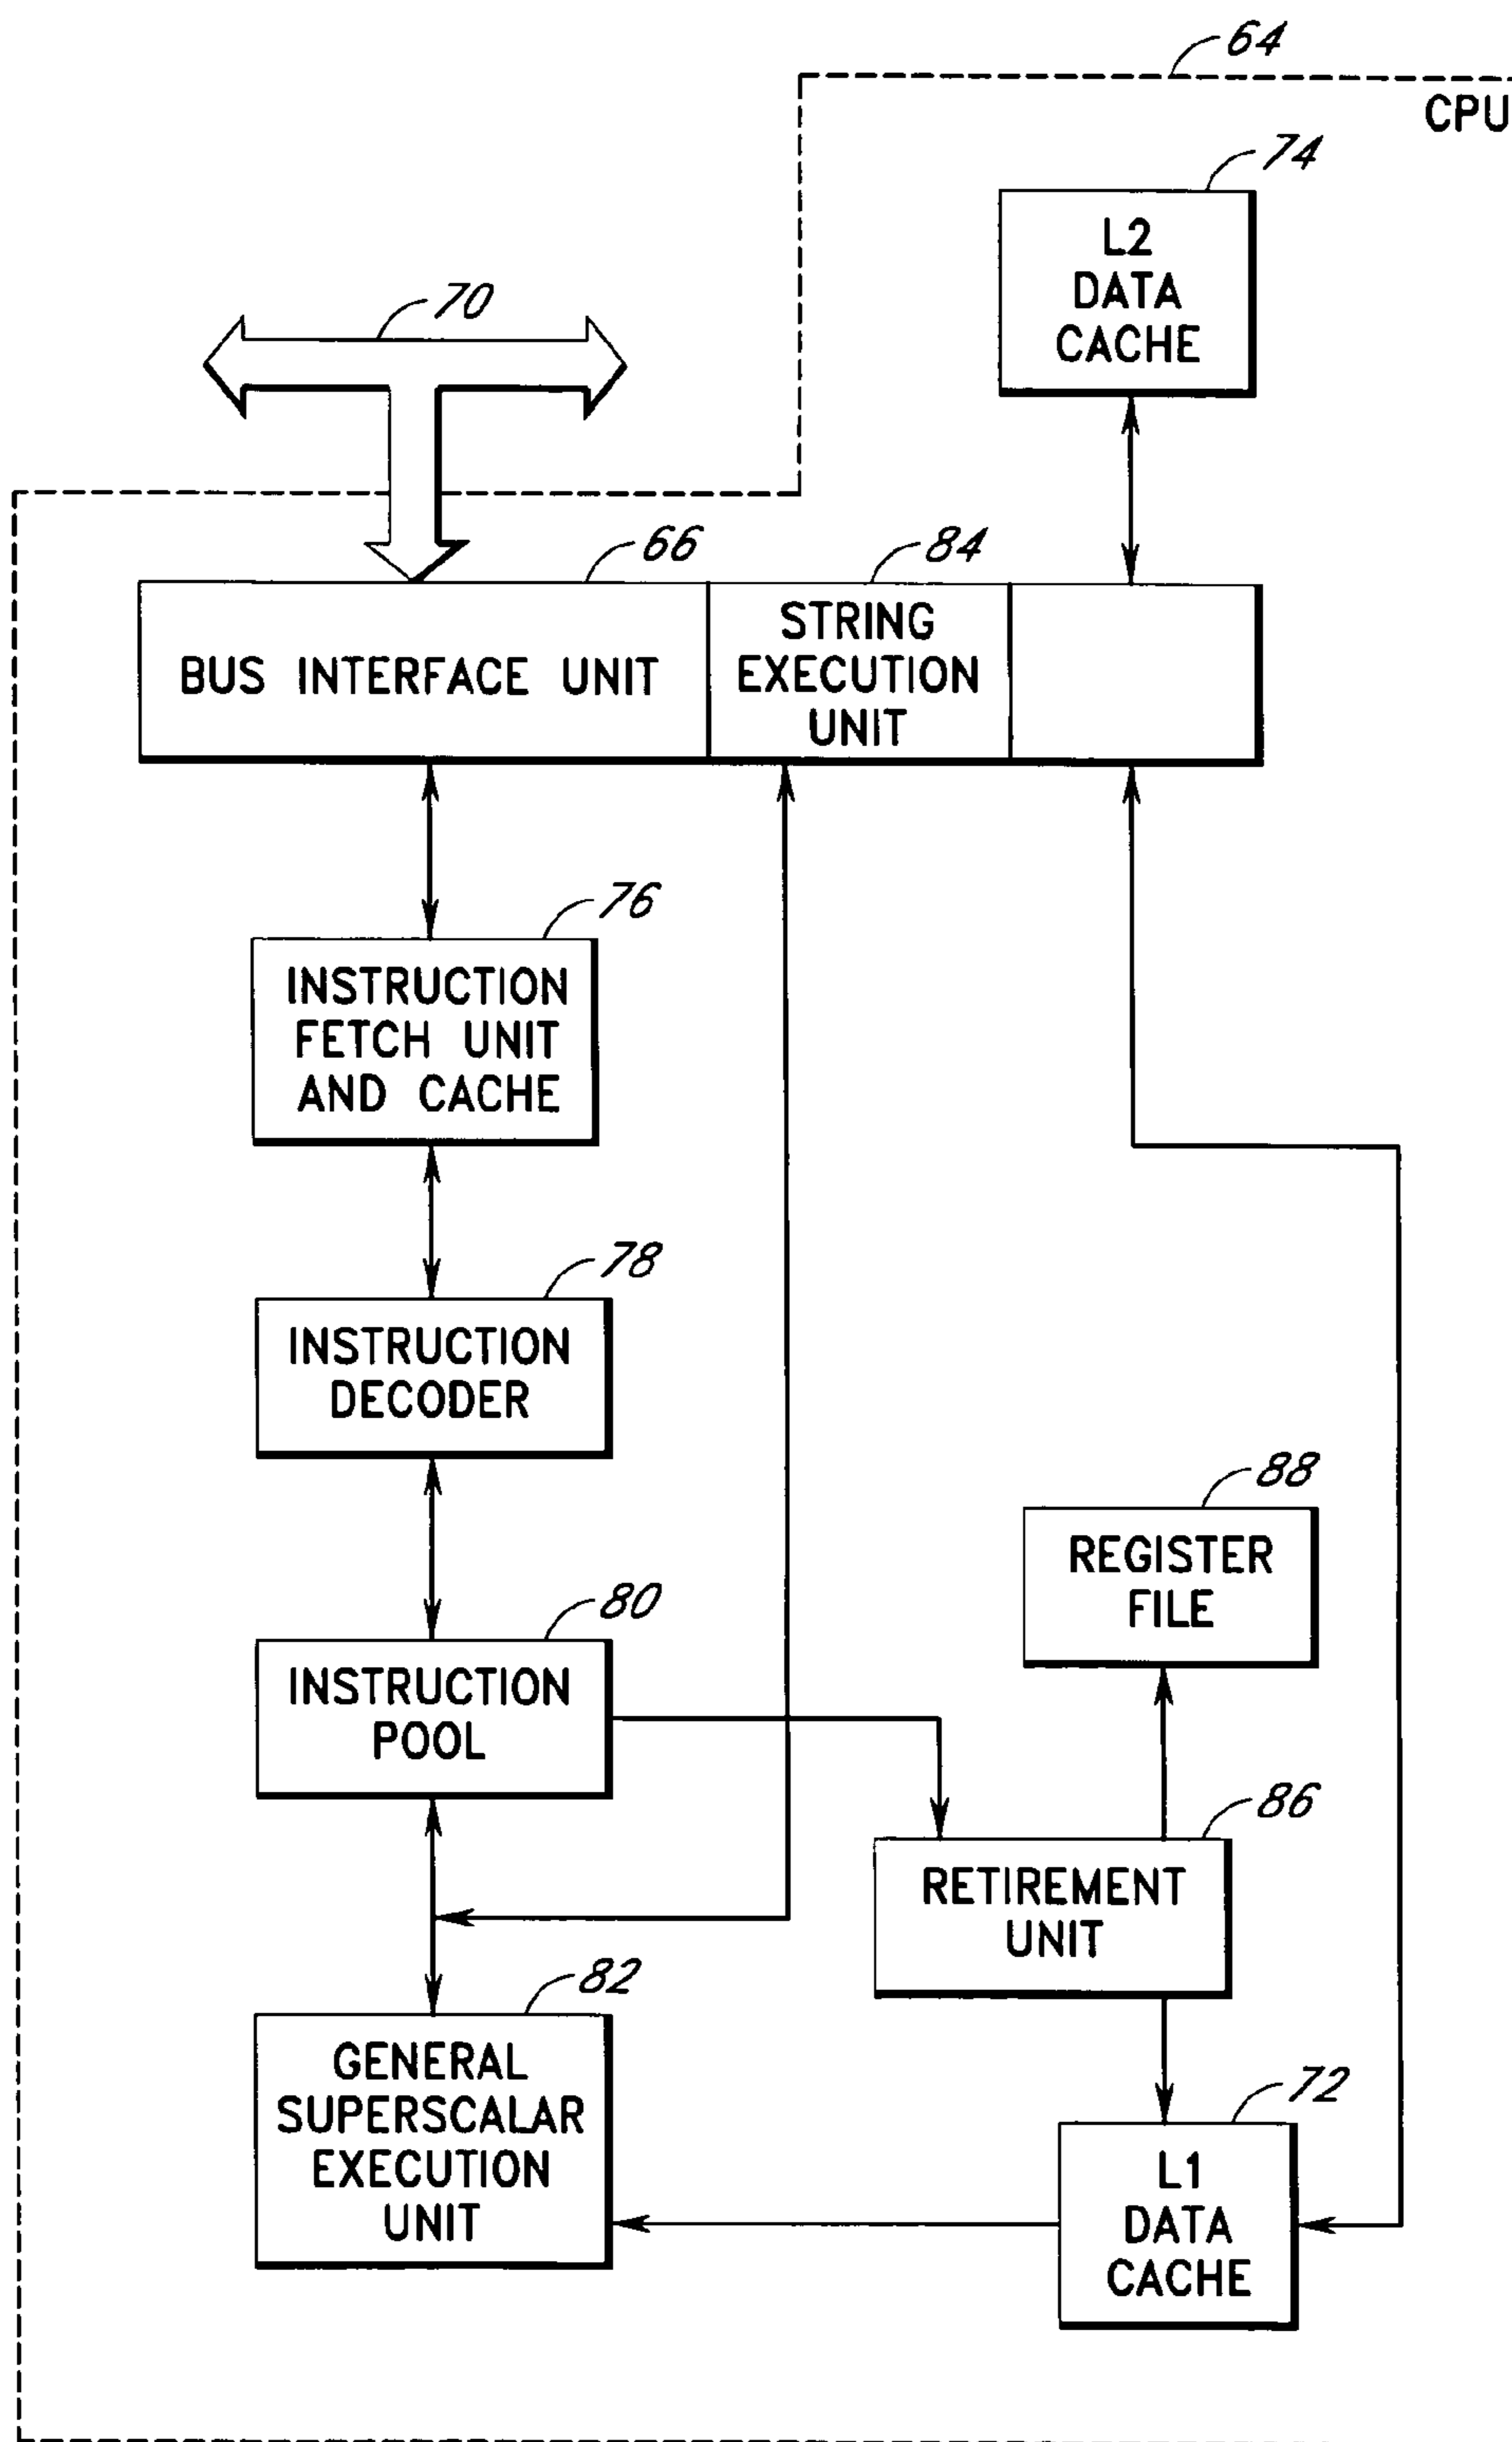 64
CPU
74
L2
DATA
CACHE
70
66
84
BUS INTERFACE UNIT
STRING
EXECUTION
UNIT
76
INSTRUCTION
FETCH UNIT
AND CACHE
78
INSTRUCTION
DECODER
88
REGISTER
FILE
80
INSTRUCTION
POOL
86
RETIREMENT
UNIT
82
GENERAL
SUPERSCALAR
EXECUTION
UNIT
72
L1
DATA
CACHE